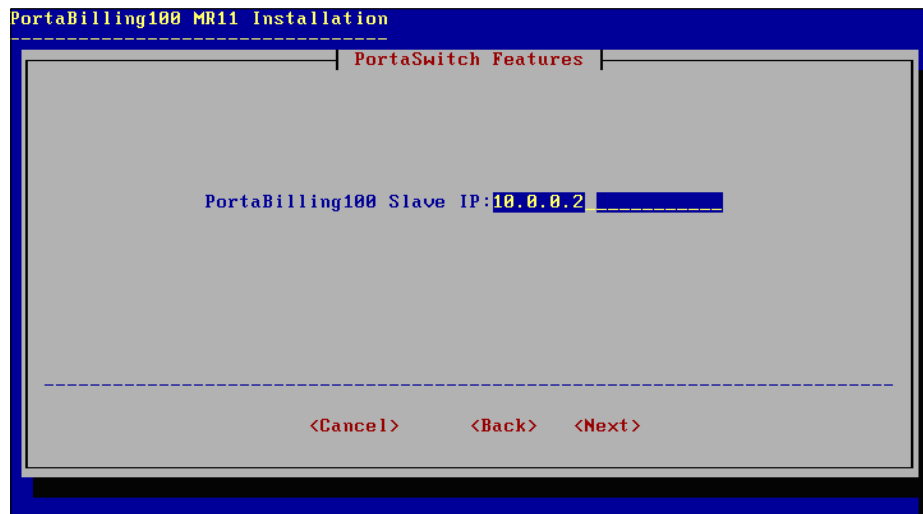 PortaBilling100 MR11 Installation
PortaSwitch Features
PortaBilling100 Slave IP:10.0.0.2
<Cancel> <Back> <Next>